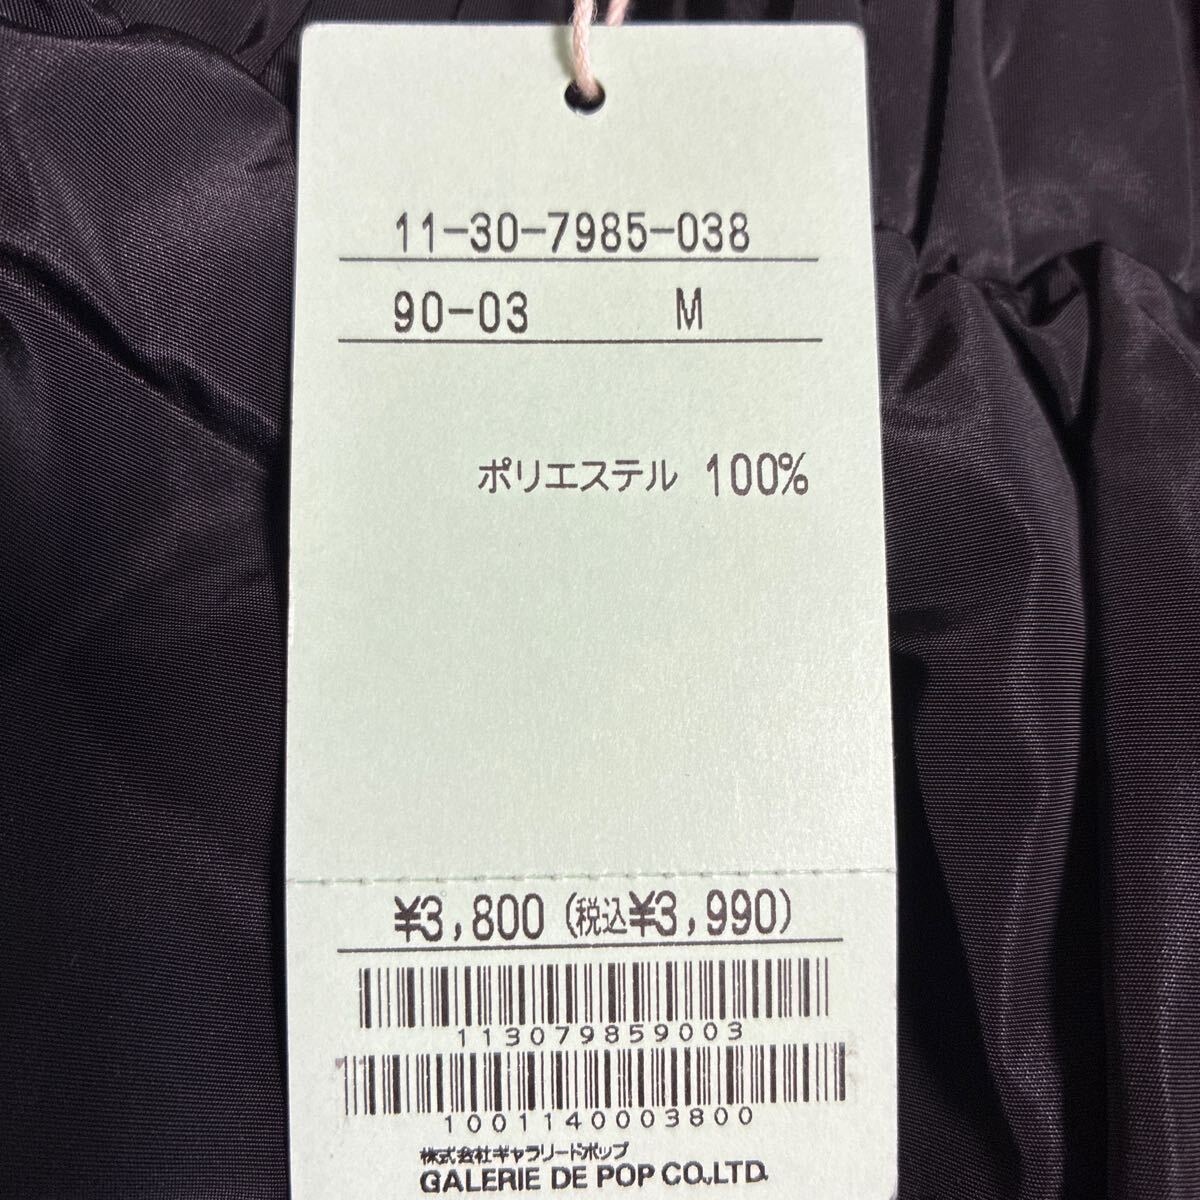 11-30-7985-038
90-03 M
ポリエステル 100%
¥3,800 (税込¥3,990)
113079859003
1001140003800
株式会社ギャラリードポップ
GALERIE DE POP CO.,LTD.